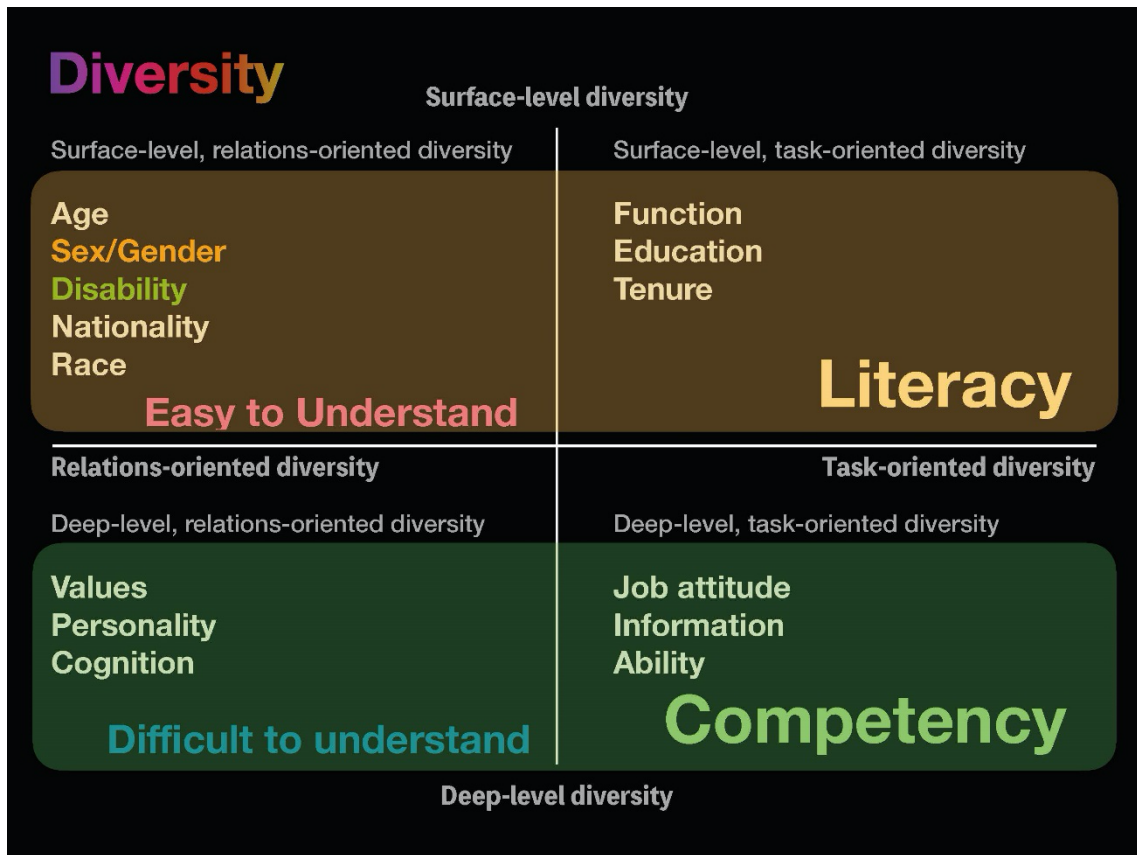 Diversity
Surface-level diversity
Surface-level, relations-oriented diversity
Surface-level, task-oriented diversity
Age
Sex/Gender
Disability
Nationality
Race
Easy to Understand
Function
Education
Tenure
Literacy
Relations-oriented diversity
Task-oriented diversity
Deep-level, relations-oriented diversity
Deep-level, task-oriented diversity
Values
Personality
Cognition
Difficult to understand
Job attitude
Information
Ability
Competency
Deep-level diversity